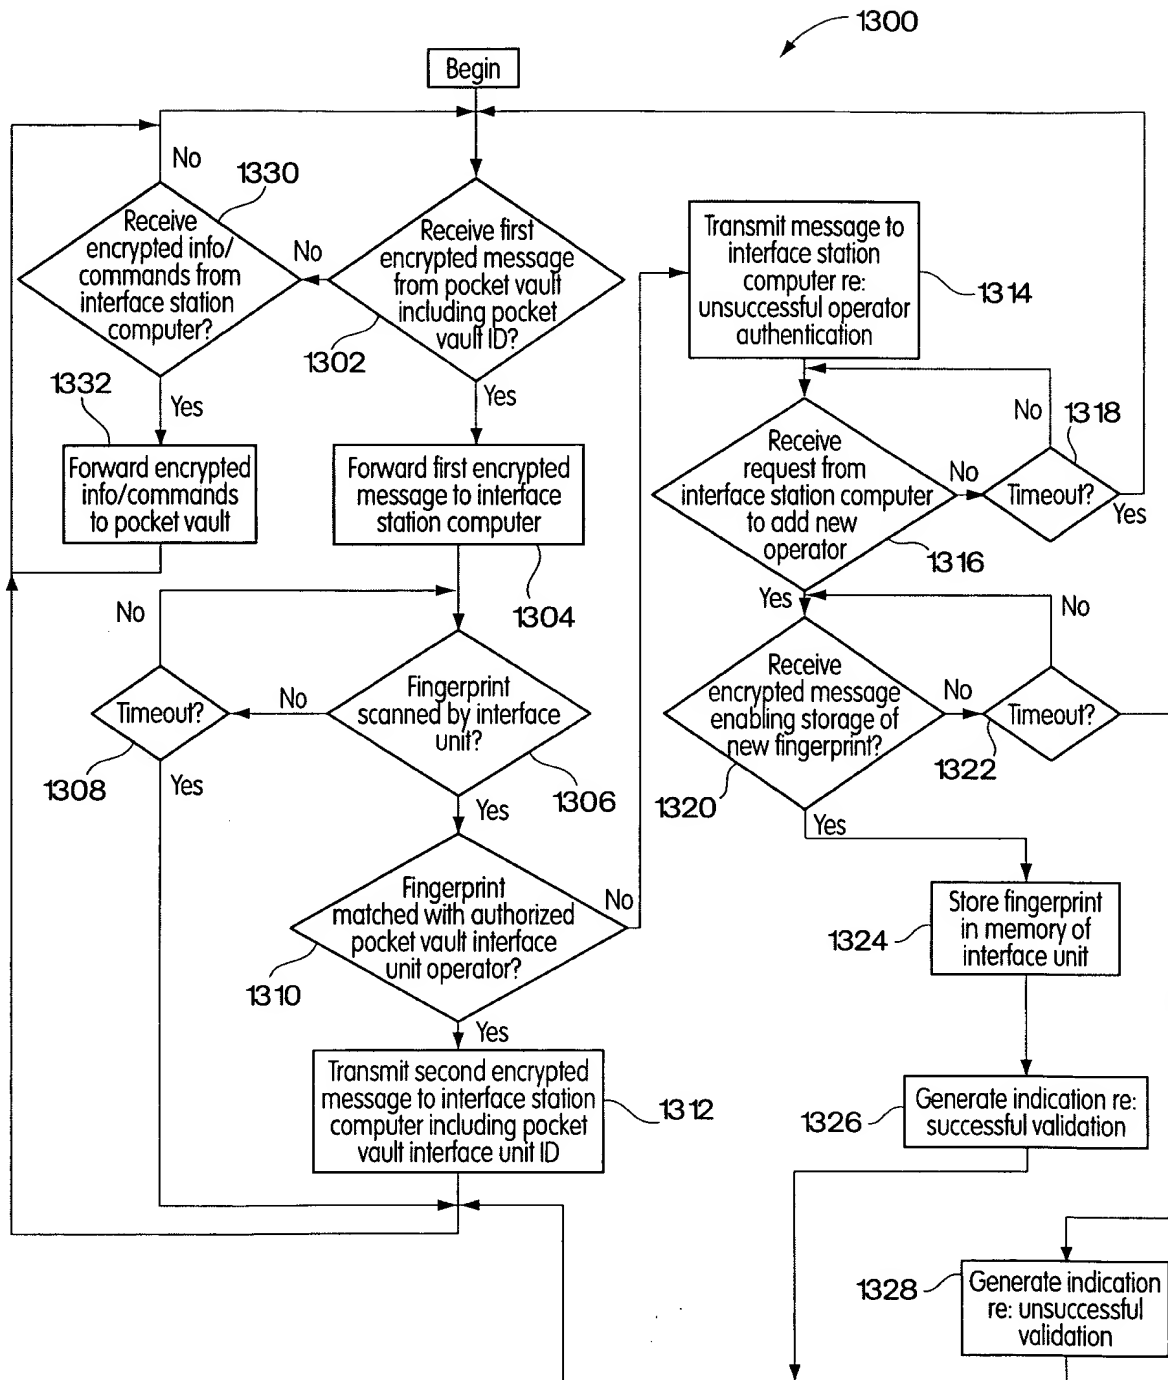 1300
Begin
No
1330
Receive
encrypted info/
commands from
interface station
computer?
No
Receive first
encrypted message
from pocket vault
including pocket
vault ID?
1302
Transmit message to
interface station
computer re:
unsuccessful operator
authentication
1314
1332
Yes
Yes
Forward encrypted
info/commands
to pocket vault
Forward first encrypted
message to interface
station computer
1304
No
1318
Receive
request from
interface station computer
to add new
operator
No
Timeout?
Yes
1316
Yes
No
No
Timeout?
1308
Yes
No
Fingerprint
scanned by interface
unit?
1306
Yes
Receive
encrypted message
enabling storage of
new fingerprint?
No
Timeout?
1322
1320
Yes
Fingerprint
matched with authorized
pocket vault interface
unit operator?
No
1310
Yes
Store fingerprint
in memory of
interface unit
1324
Transmit second encrypted
message to interface station
computer including pocket
vault interface unit ID
1312
Generate indication re:
successful validation
1326
Generate indication
re: unsuccessful
validation
1328